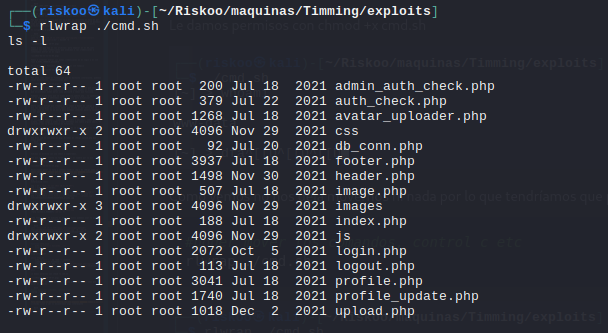 ┌──(riskoo㉿kali)-[~/Riskoo/maquinas/Timming/exploits]
└─$ rlwrap ./cmd.sh
ls -l
total 64
-rw-r--r-- 1 root root  200 Jul 18  2021 admin_auth_check.php
-rw-r--r-- 1 root root  379 Jul 22  2021 auth_check.php
-rw-r--r-- 1 root root 1268 Jul 18  2021 avatar_uploader.php
drwxrwxr-x 2 root root 4096 Nov 29  2021 css
-rw-r--r-- 1 root root   92 Jul 20  2021 db_conn.php
-rw-r--r-- 1 root root 3937 Jul 18  2021 footer.php
-rw-r--r-- 1 root root 1498 Nov 30  2021 header.php
-rw-r--r-- 1 root root  507 Jul 18  2021 image.php
drwxrwxr-x 3 root root 4096 Nov 29  2021 images
-rw-r--r-- 1 root root  188 Jul 18  2021 index.php
drwxrwxr-x 2 root root 4096 Nov 29  2021 js
-rw-r--r-- 1 root root 2072 Oct  5  2021 login.php
-rw-r--r-- 1 root root  113 Jul 18  2021 logout.php
-rw-r--r-- 1 root root 3041 Jul 18  2021 profile.php
-rw-r--r-- 1 root root 1740 Jul 18  2021 profile_update.php
-rw-r--r-- 1 root root 1018 Dec  2  2021 upload.php